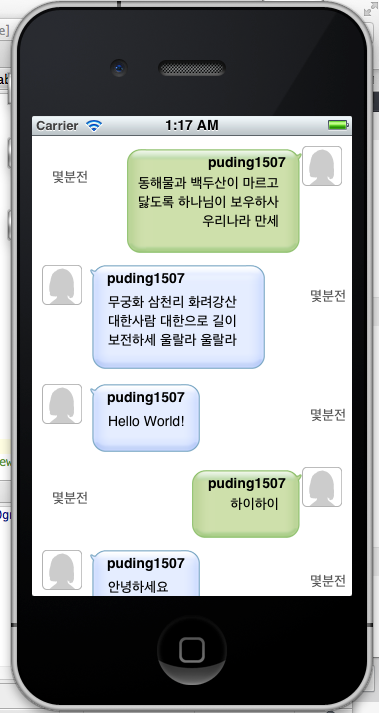 e]
ab
Carrier 1:17 AM
puding1507
몇분전
동해물과 백두산이 마르고
닳도록 하나님이 보우하사
우리나라 만세
puding1507
몇분전
무궁화 삼천리 화려강산
대한사람 대한으로 길이
보전하세 울랄라 울랄라
puding1507
몇분전
Hello World!
ew
puding1507
몇분전
하이하이
0gr
puding1507
몇분전
안녕하세요